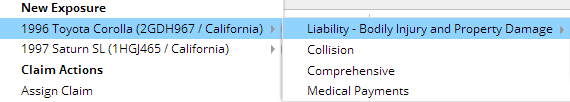 New Exposure
1996 Toyota Corolla (2GDH967 / California)
1997 Saturn SL (1HGJ465 / California)
Claim Actions
Assign Claim
Liability - Bodily Injury and Property Damage
Collision
Comprehensive
Medical Payments